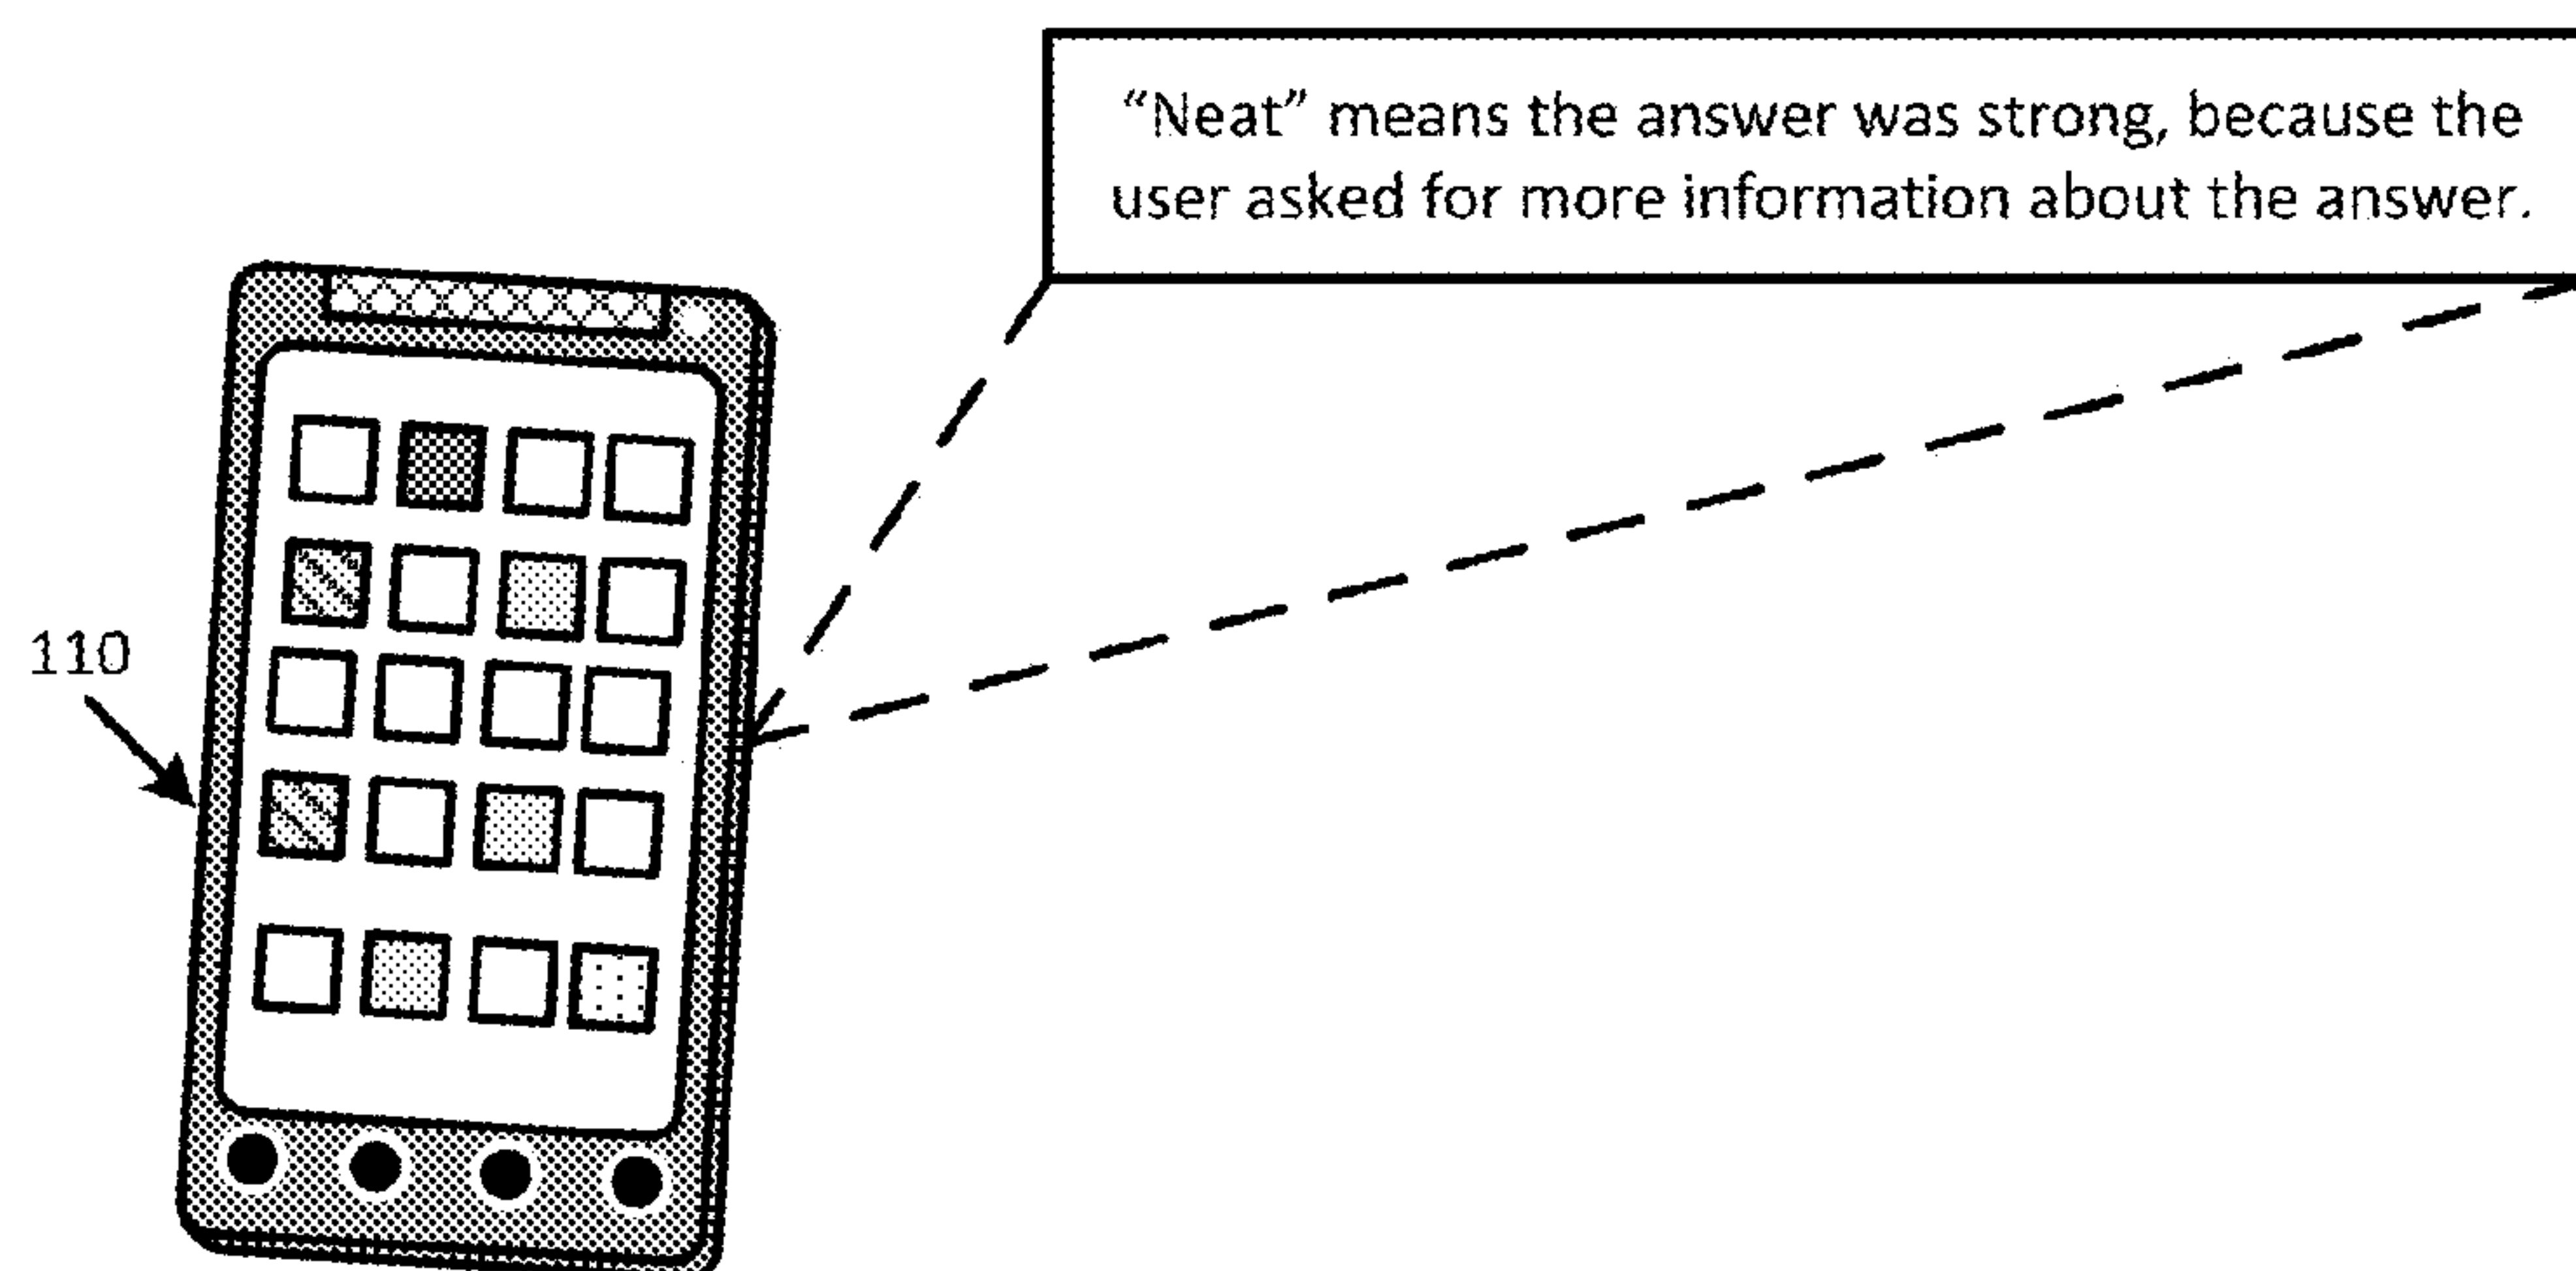 “Neat” means the answer was strong, because the
user asked for more information about the answer.
110